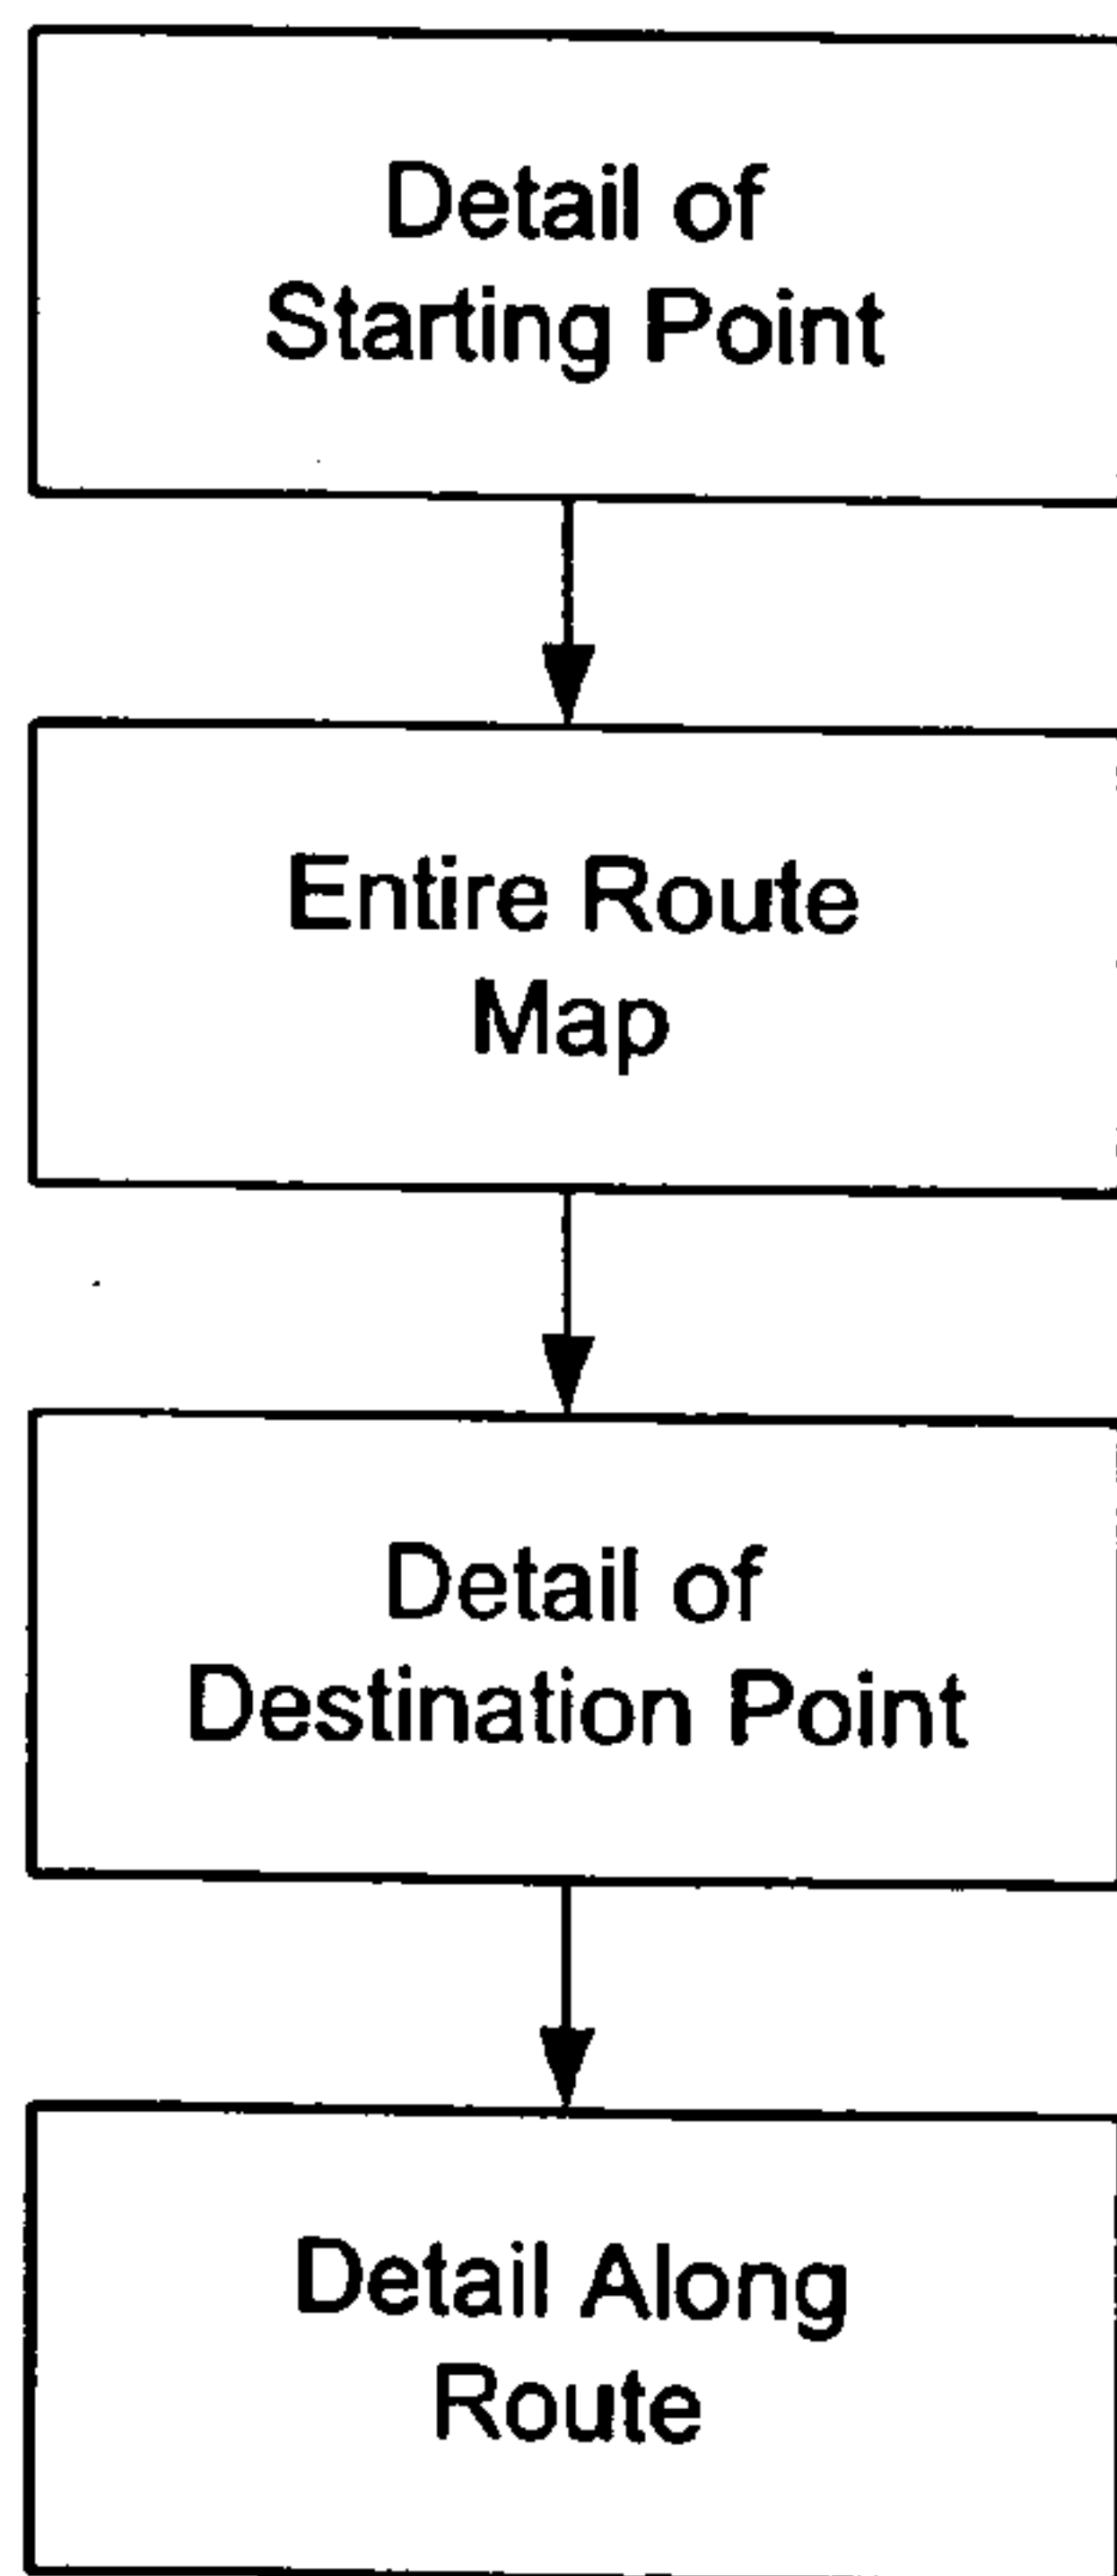 Detail of
Starting Point
Entire Route
Map
Detail of
Destination Point
Detail Along
Route